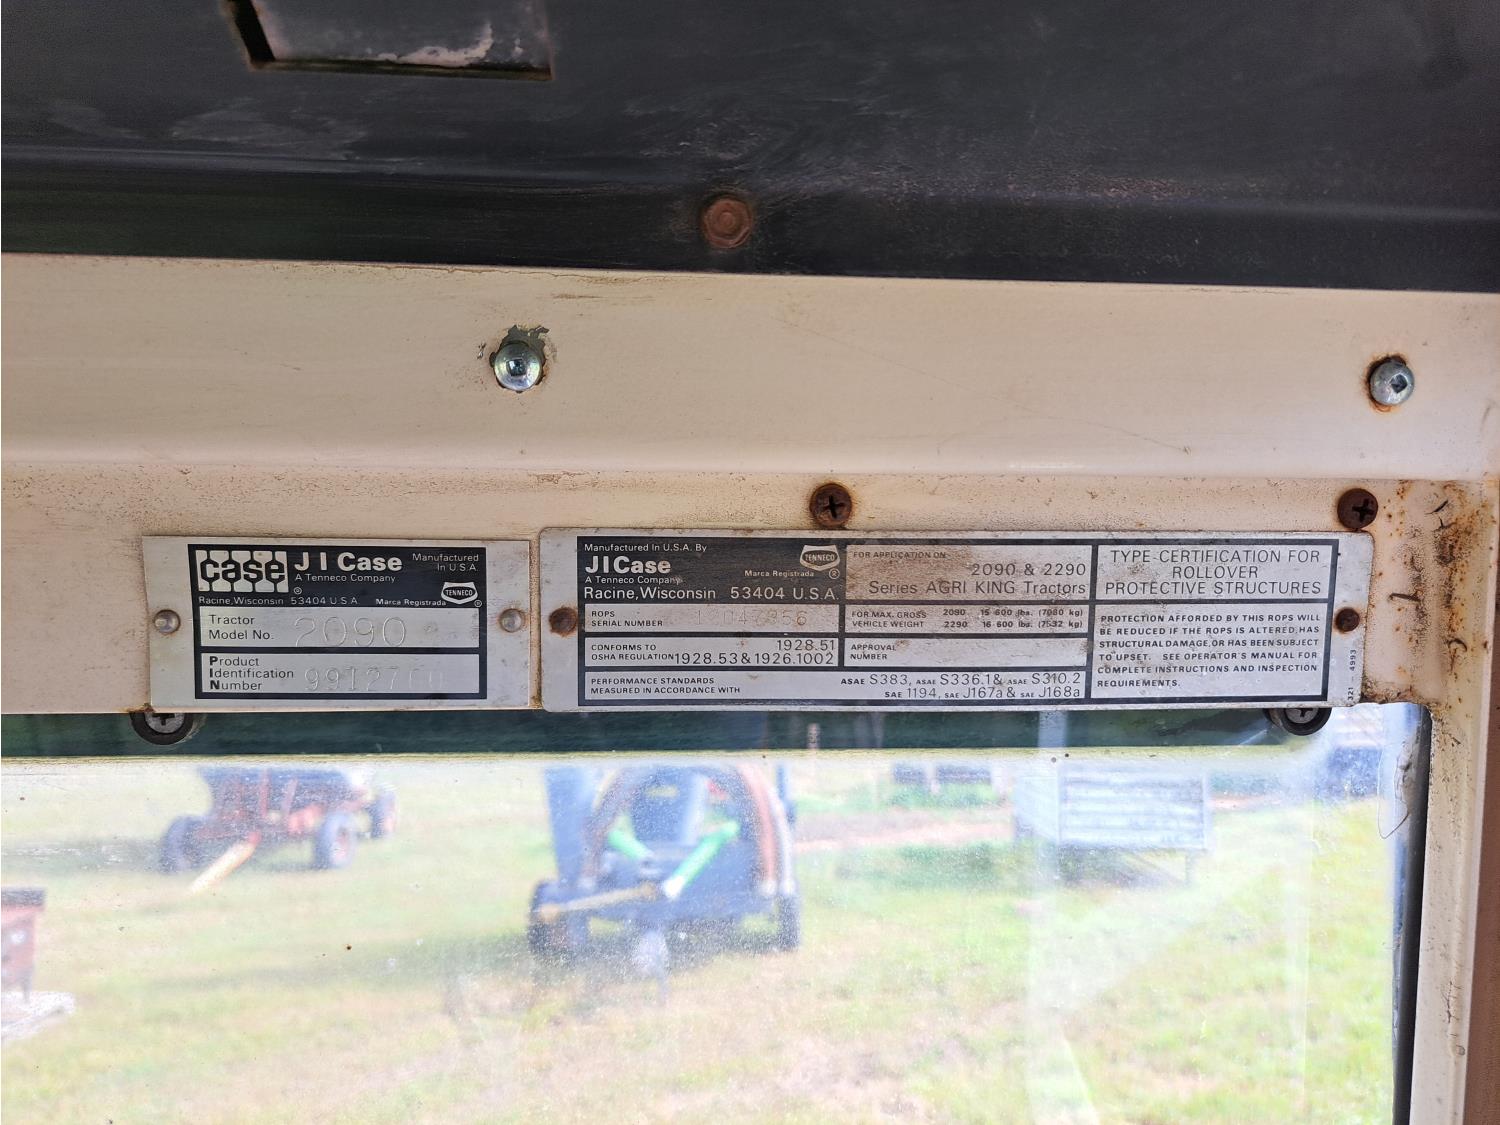 case
J I Case
Manufactured
In U.S.A.
A Tenneco Company
TENNECO
Racine, Wisconsin 53404 U S A
Marca Registrada ®
Tractor
Model No. 2090
Product
Identification
Number
Manufactured In U.S.A. By
JI Case
A Tenneco Company
TENNECO
Marca Registrada ®
Racine, Wisconsin 53404 U.S.A.
ROPS
SERIAL NUMBER
CONFORMS TO 1928.51
OSHA REGULATION 1928.53 & 1926.1002
PERFORMANCE STANDARDS ASAE S383, ASAE S336.1 & ASAE S310.2
MEASURED IN ACCORDANCE WITH SAE 1194, SAE J167a & SAE J168a
FOR APPLICATION ON
2090 & 2290
Series AGRI KING Tractors
FOR MAX. GROSS 2090 15 600 lbs. (7080 kg)
VEHICLE WEIGHT 2290 16 600 lbs. (7532 kg)
APPROVAL
NUMBER
TYPE CERTIFICATION FOR
ROLLOVER
PROTECTIVE STRUCTURES
PROTECTION AFFORDED BY THIS ROPS WILL
BE REDUCED IF THE ROPS IS ALTERED, HAS
STRUCTURAL DAMAGE, OR HAS BEEN SUBJECT
TO UPSET. SEE OPERATOR'S MANUAL FOR
COMPLETE INSTRUCTIONS AND INSPECTION
REQUIREMENTS.
321 - 4993